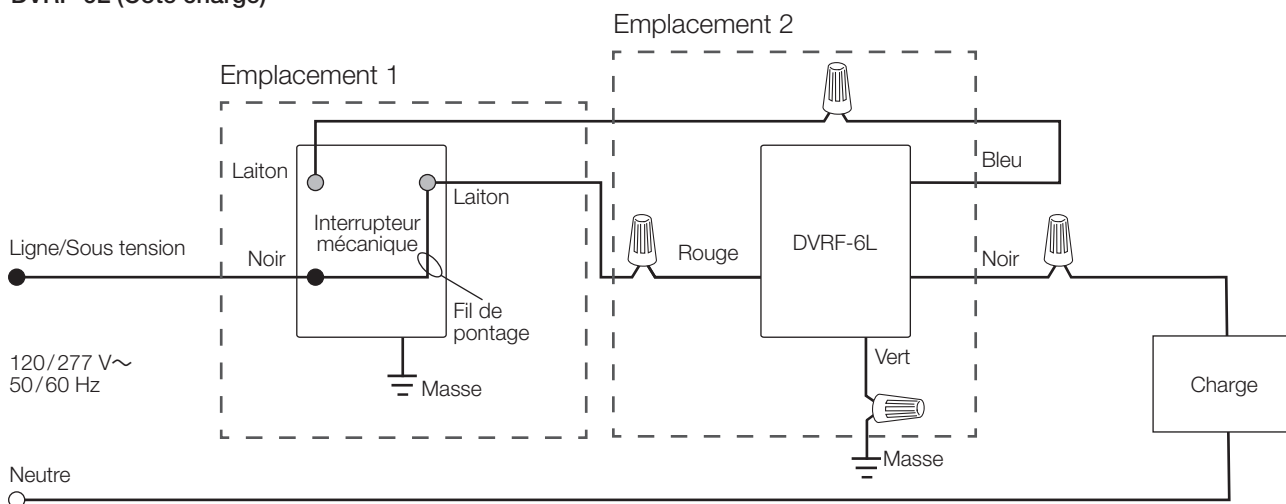 DVRF-6L (Côté charge)
Emplacement 2
Emplacement 1
Laiton
Laiton
Bleu
Interrupteur
mécanique
Ligne/Sous tension
Noir
Rouge
DVRF-6L
Noir
Fil de
pontage
120/277 V~
50/60 Hz
Vert
Masse
Charge
Masse
Neutre